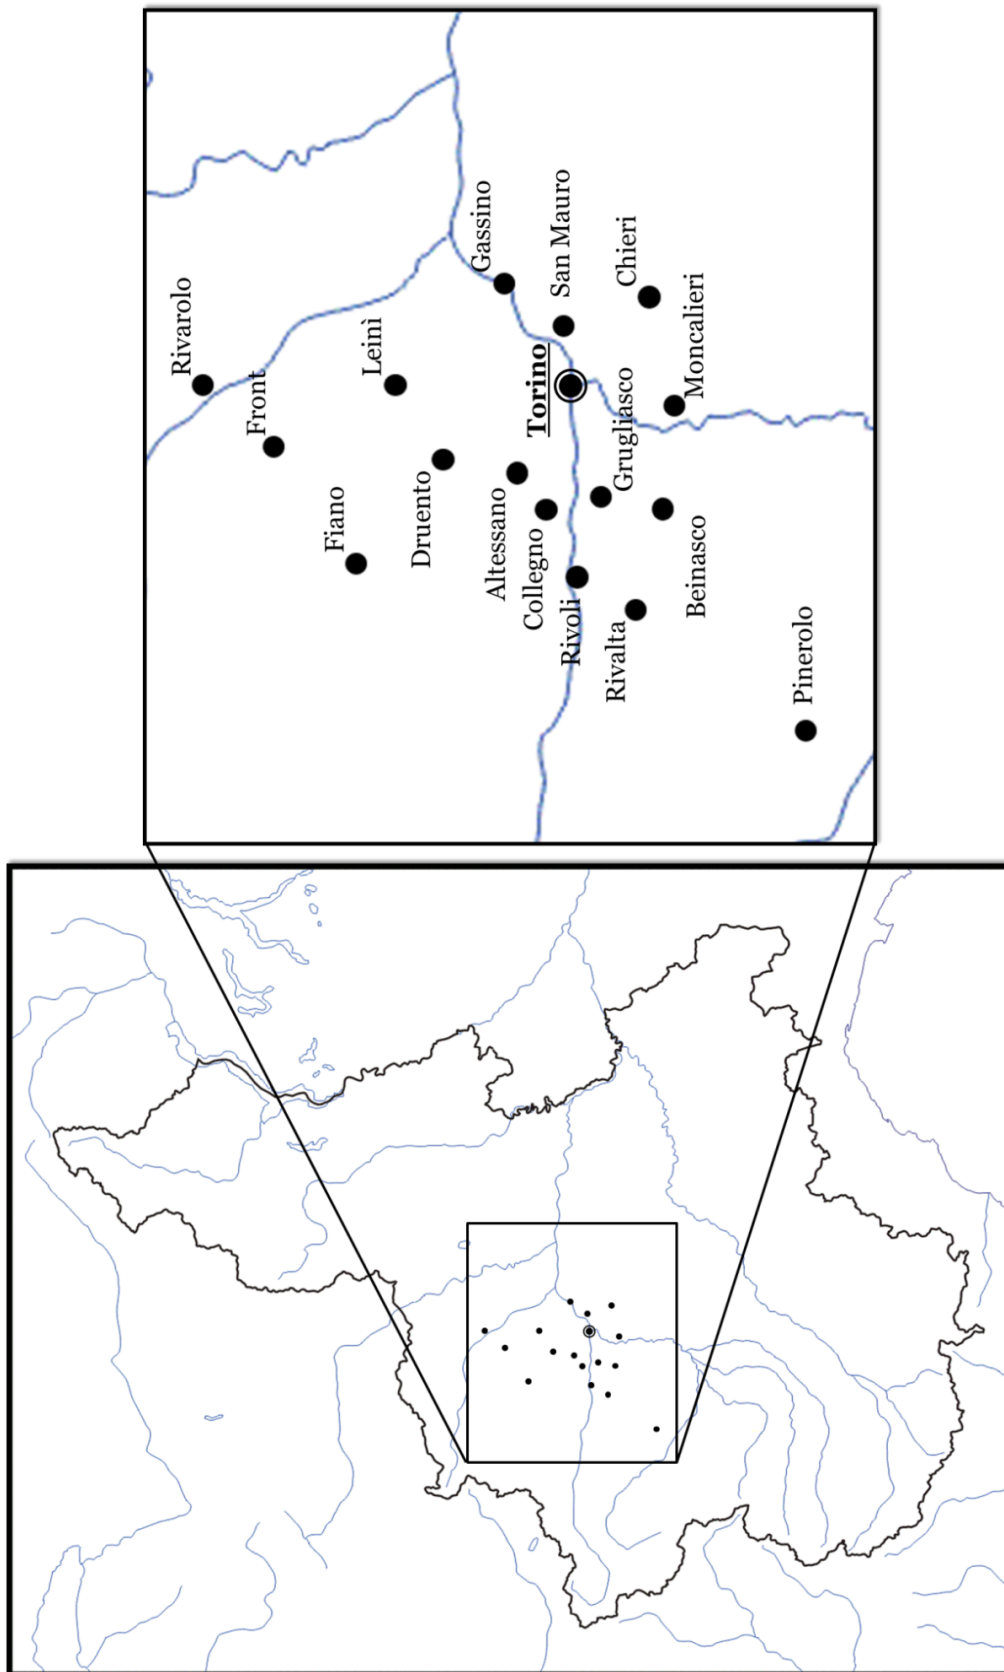 Rivarolo
Front
Fiano
Leinì
Druento
Gassino
Altessano
Collegno
Torino
San Mauro
Rivoli
Rivalta
Grugliasco
Chieri
Moncalieri
Beinasco
Pinerolo